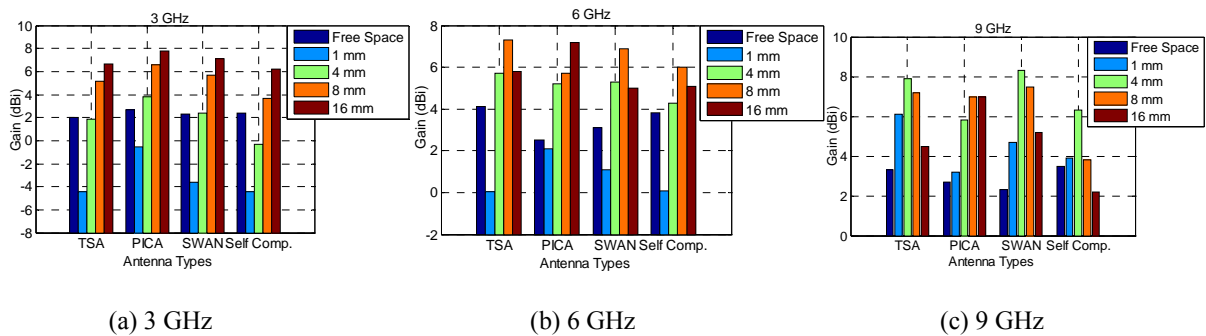 3 GHz
10
8
6
4
2
0
-2
-4
-6
-8
Gain (dBi)
TSA PICA SWAN Self Comp.
Antenna Types
Free Space
1 mm
4 mm
8 mm
16 mm
(a) 3 GHz
6 GHz
8
6
4
2
0
-2
Gain (dBi)
TSA PICA SWAN Self Comp.
Antenna Types
Free Space
1 mm
4 mm
8 mm
16 mm
(b) 6 GHz
9 GHz
10
8
6
4
2
0
Gain (dBi)
TSA PICA SWAN Self Comp.
Antenna Types
Free Space
1 mm
4 mm
8 mm
16 mm
(c) 9 GHz